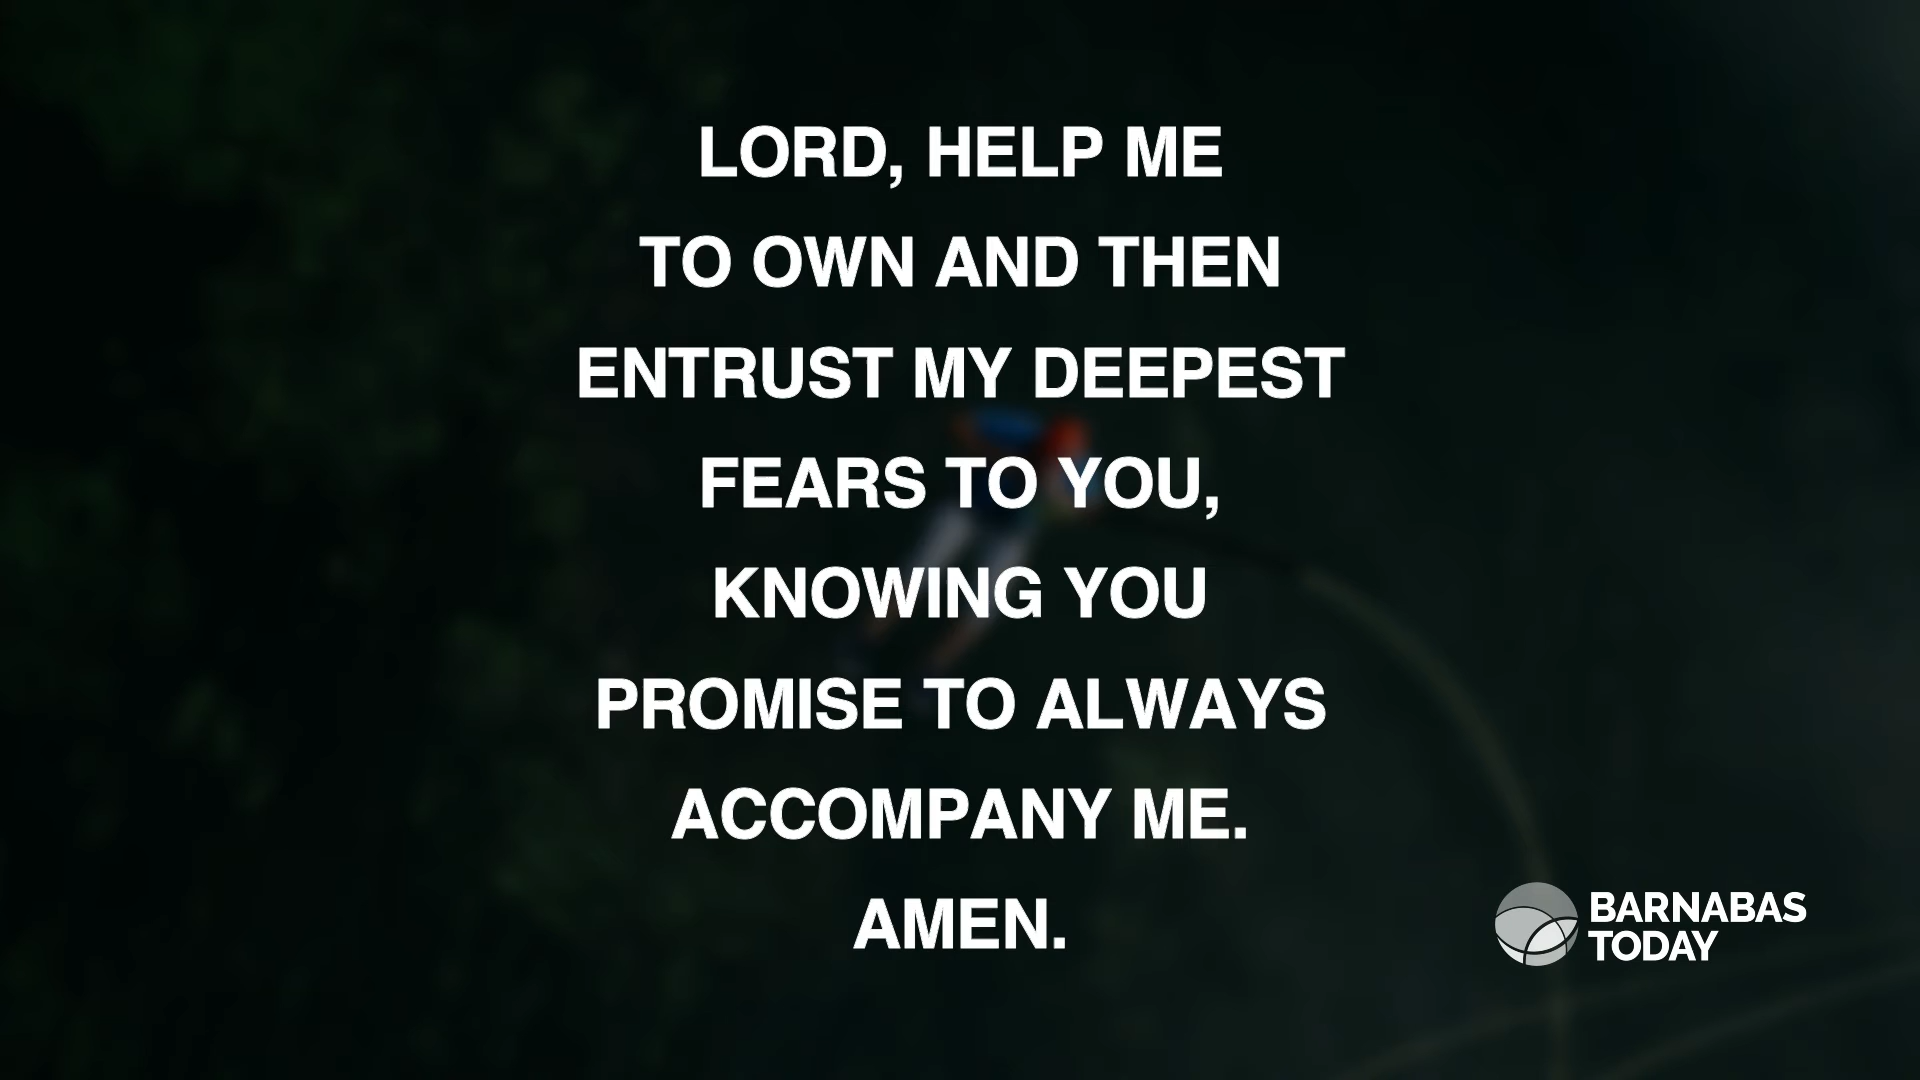 LORD, HELP ME
TO OWN AND THEN
ENTRUST MY DEEPEST
FEARS TO YOU,
KNOWING YOU
PROMISE TO ALWAYS
ACCOMPANY ME.
AMEN.
BARNABAS
TODAY